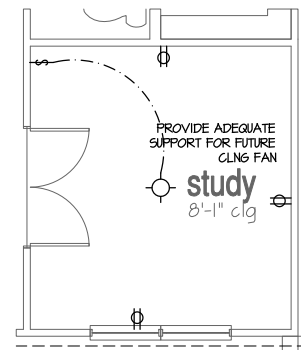 $
PROVIDE ADEQUATE
SUPPORT FOR FUTURE
CLNG FAN
study
8'-1" clg